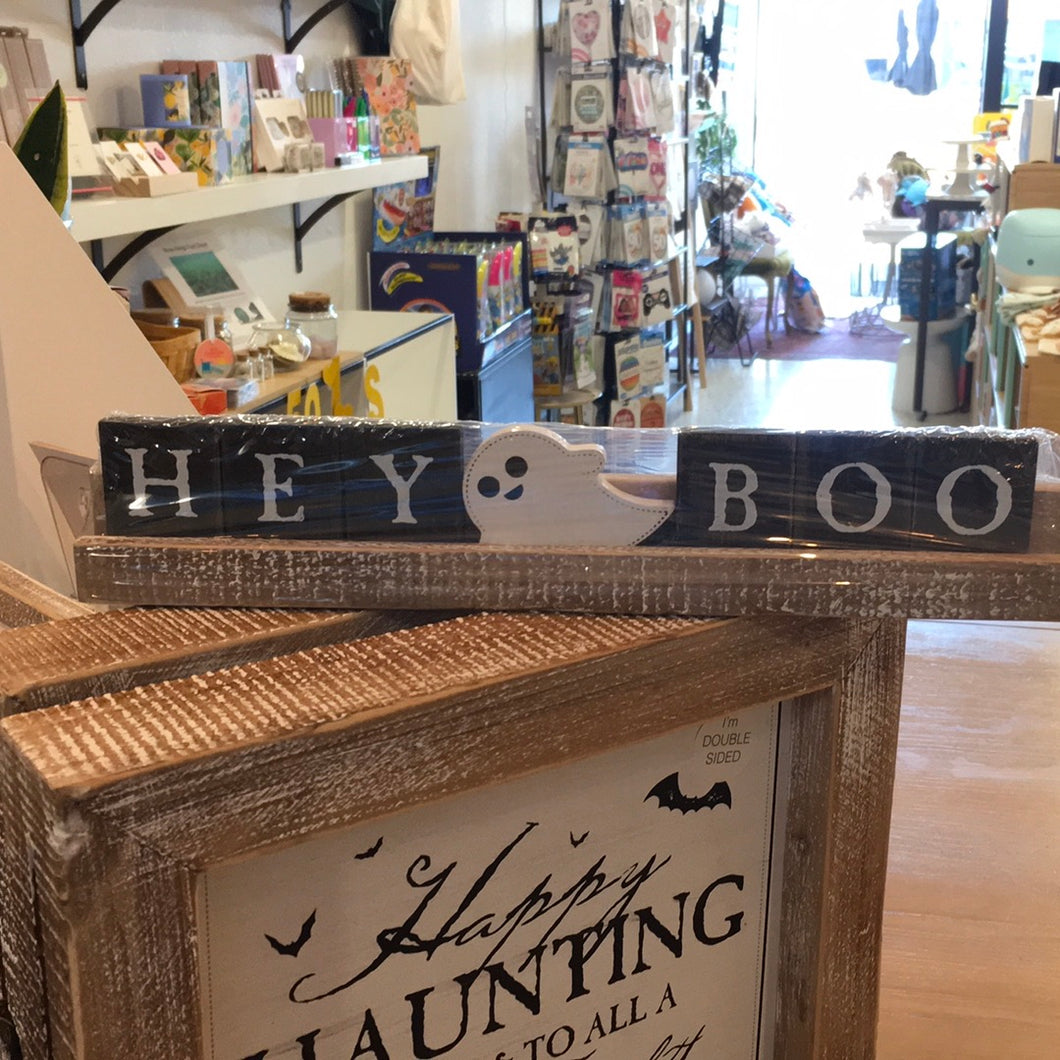 HEY BOO
I'm
DOUBLE
SIDED
Happy
HAUNTING
& TO ALL A